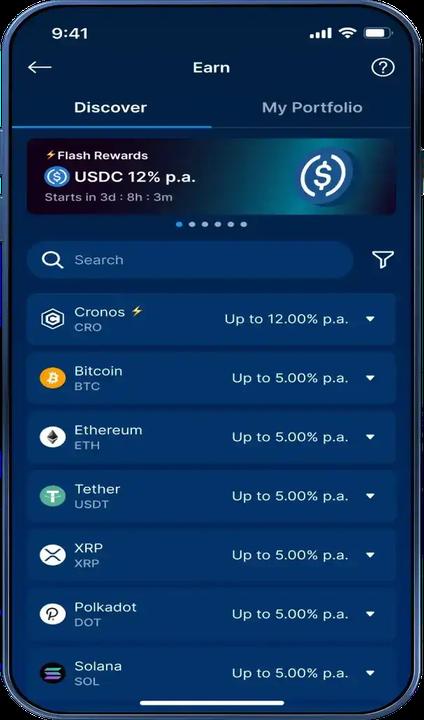 9:41
Earn
Discover
My Portfolio
⚡Flash Rewards
USDC 12% p.a.
Starts in 3d : 8h : 3m
Search
Cronos ⚡
CRO
Up to 12.00% p.a.
Bitcoin
BTC
Up to 5.00% p.a.
Ethereum
ETH
Up to 5.00% p.a.
Tether
USDT
Up to 5.00% p.a.
XRP
XRP
Up to 5.00% p.a.
Polkadot
DOT
Up to 5.00% p.a.
Solana
SOL
Up to 5.00% p.a.